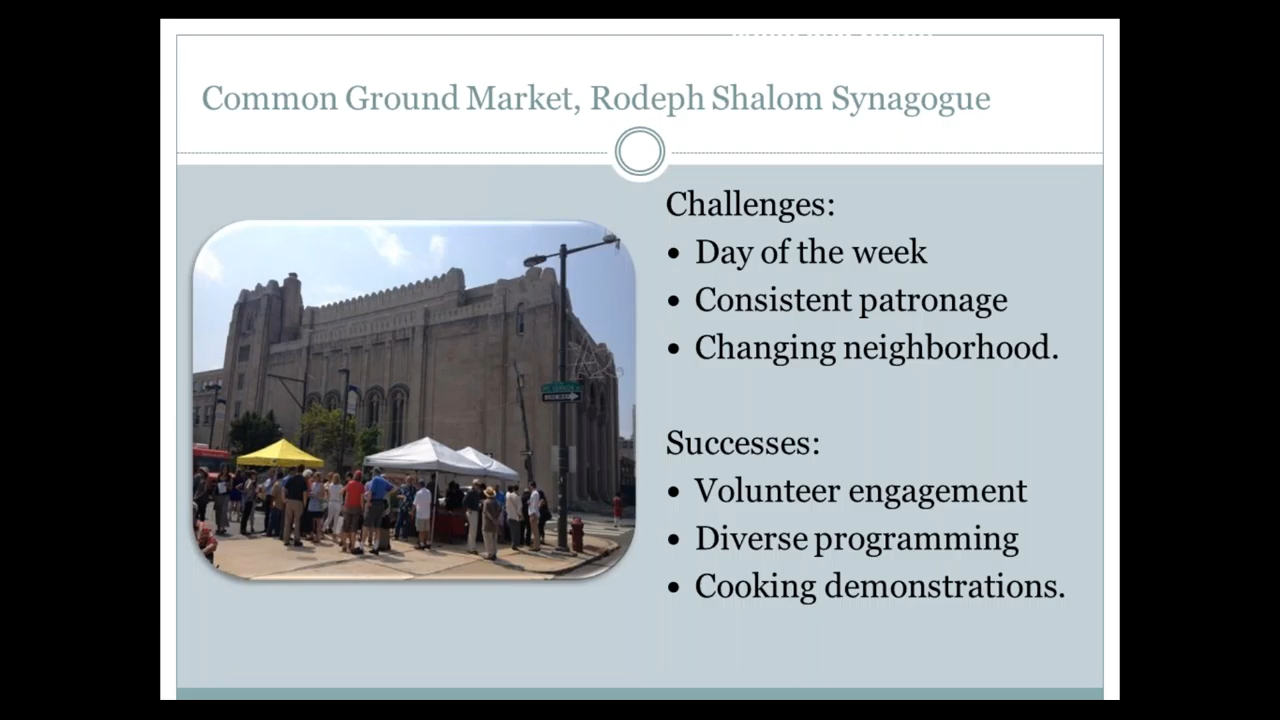 Common Ground Market, Rodeph Shalom Synagogue
Challenges:
• Day of the week
• Consistent patronage
• Changing neighborhood.
Successes:
• Volunteer engagement
• Diverse programming
• Cooking demonstrations.